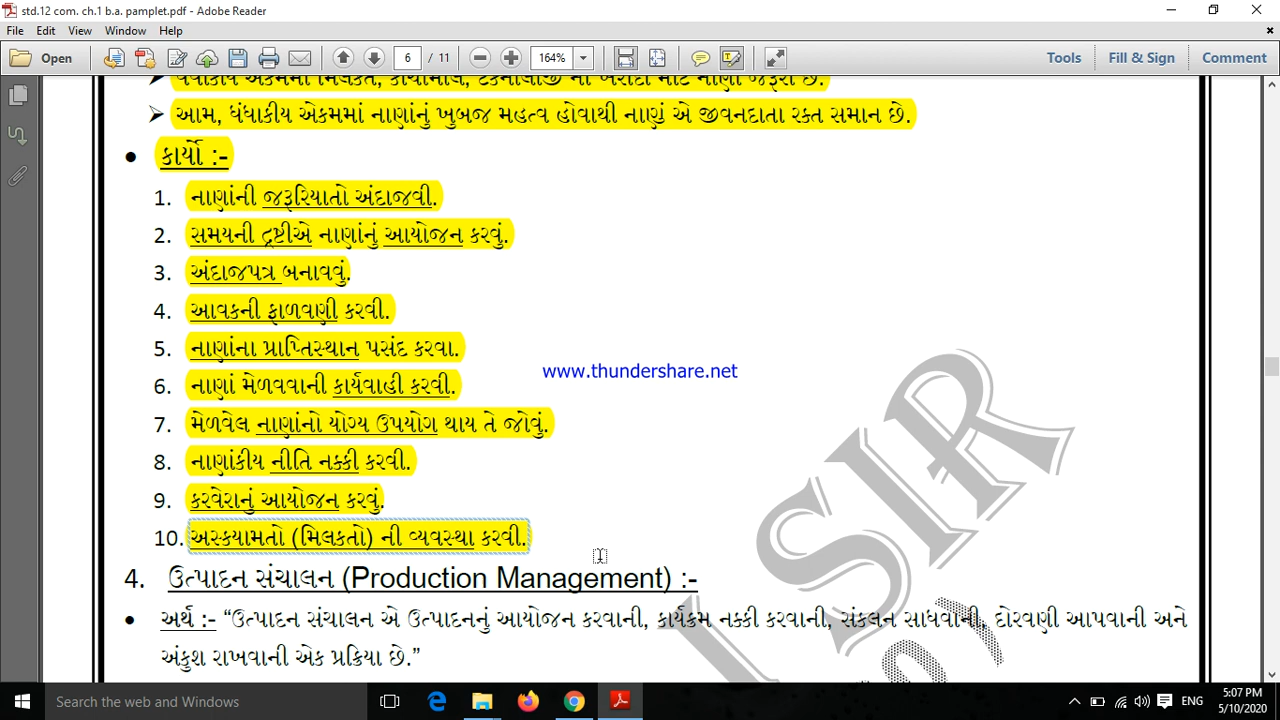 std.12 com. ch.1 b.a. pamplet.pdf - Adobe Reader
File Edit View Window Help
Open 6 / 11 164% Tools Fill & Sign Comment
➤ આમ, ધંધાકીય એકમમાં નાણાંનું ખુબજ મહત્વ હોવાથી નાણું એ જીવનદાતા રક્ત સમાન છે.
• કાર્યો :-
1. નાણાંની જરૂરિયાતો અંદાજવી.
2. સમયની દ્રષ્ટીએ નાણાંનું આયોજન કરવું.
3. અંદાજપત્ર બનાવવું.
4. આવકની ફાળવણી કરવી.
5. નાણાંના પ્રાપ્તિસ્થાન પસંદ કરવા.
www.thundershare.net
6. નાણાં મેળવવાની કાર્યવાહી કરવી.
7. મેળવેલ નાણાંનો યોગ્ય ઉપયોગ થાય તે જોવું.
8. નાણાંકીય નીતિ નક્કી કરવી.
9. કરવેરાનું આયોજન કરવું.
10. અસ્કયામતો (મિલકતો) ની વ્યવસ્થા કરવી.
4. ઉત્પાદન સંચાલન (Production Management) :-
• અર્થ :- “ઉત્પાદન સંચાલન એ ઉત્પાદનનું આયોજન કરવાની, કાર્યક્રમ નક્કી કરવાની, સંકલન સાધવાની, દોરવણી આપવાની અને
અંકુશ રાખવાની એક પ્રક્રિયા છે.”
SIR
Search the web and Windows
ENG
5:07 PM
5/10/2020